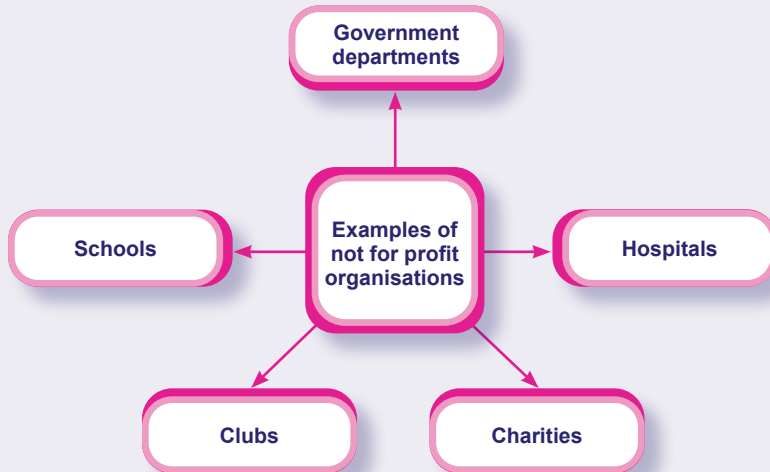 Government
departments
Schools
Examples of
not for profit
organisations
Hospitals
Clubs
Charities